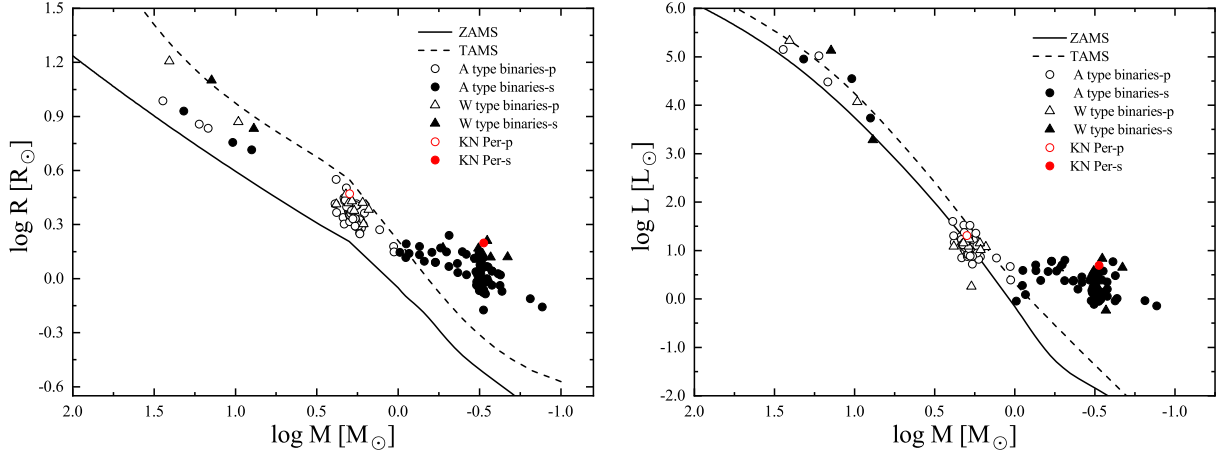 1.5
1.2
0.9
0.6
0.3
0.0
-0.3
-0.6
log R [R☉]
2.0 1.5 1.0 0.5 0.0 -0.5 -1.0
log M [M☉]
ZAMS
TAMS
A type binaries-p
A type binaries-s
W type binaries-p
W type binaries-s
KN Per-p
KN Per-s
6.0
5.0
4.0
3.0
2.0
1.0
0.0
-1.0
-2.0
log L [L☉]
2.0 1.5 1.0 0.5 0.0 -0.5 -1.0
log M [M☉]
ZAMS
TAMS
A type binaries-p
A type binaries-s
W type binaries-p
W type binaries-s
KN Per-p
KN Per-s